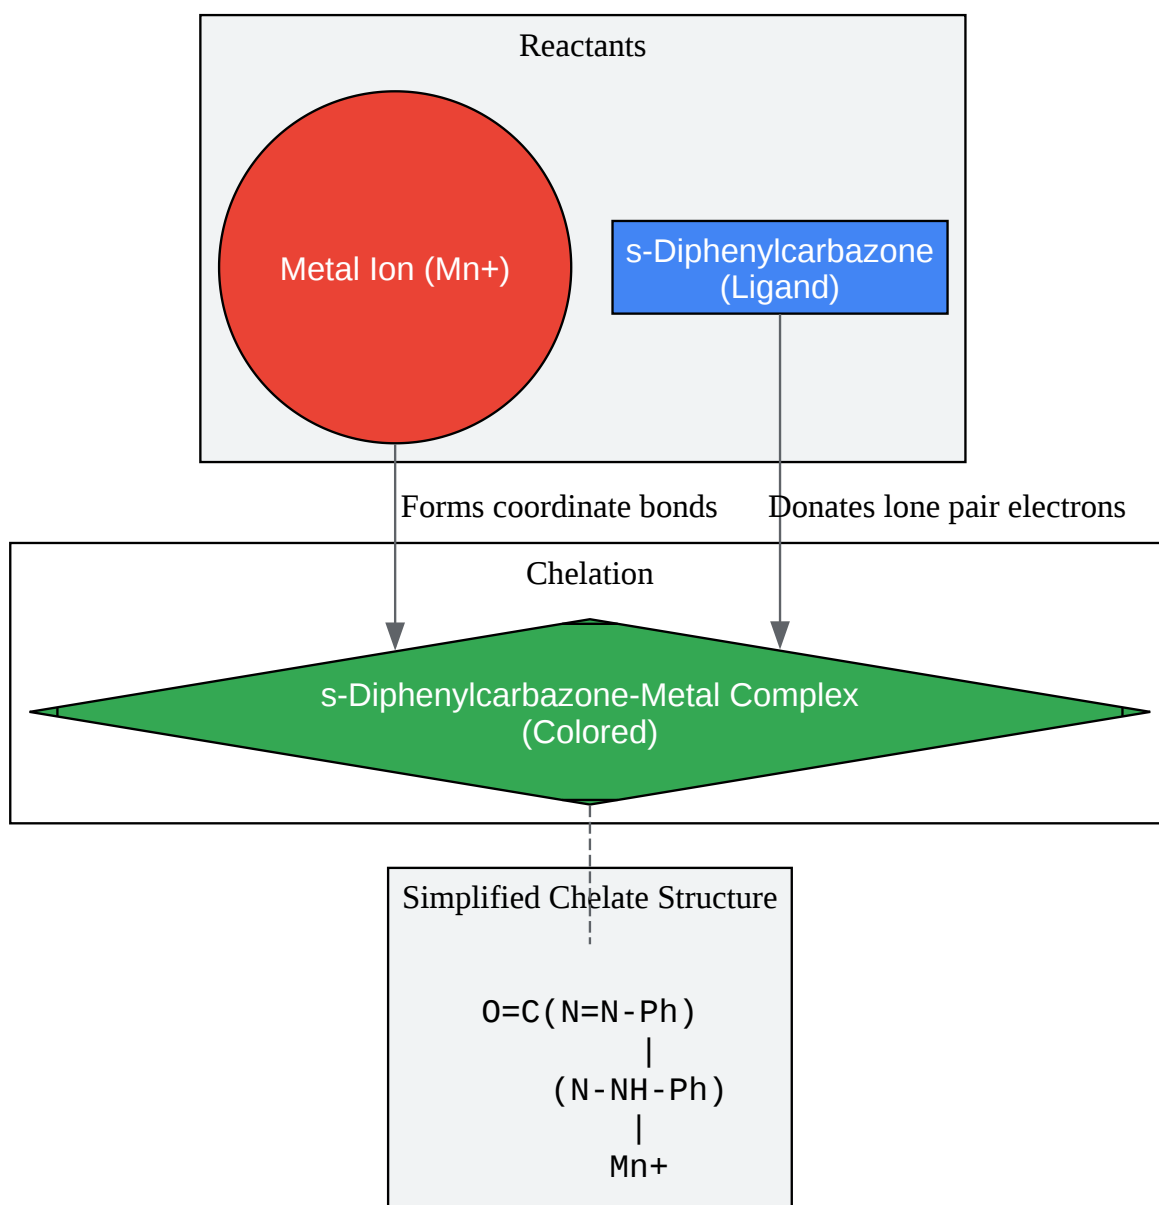 Reactants
Metal Ion (Mn+)
s-Diphenylcarbazone
(Ligand)
Forms coordinate bonds
Donates lone pair electrons
Chelation
s-Diphenylcarbazone-Metal Complex
(Colored)
Simplified Chelate Structure
O=C(N=N-Ph)
|
(N-NH-Ph)
|
Mn+